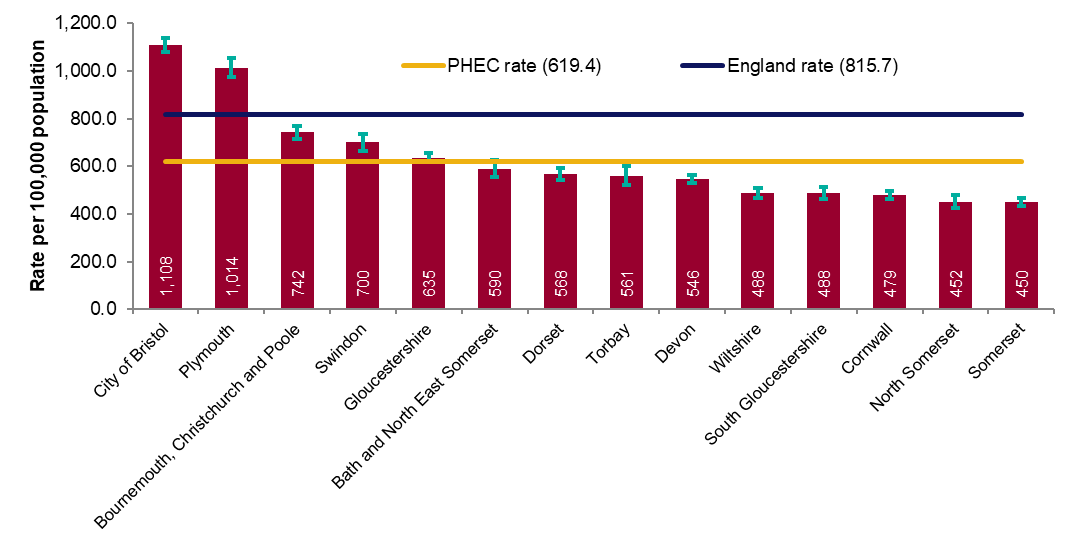 Rate per 100,000 population
1,200.0
1,000.0
800.0
600.0
400.0
200.0
0.0
PHEC rate (619.4)
England rate (815.7)
1,108
1,014
742
700
635
590
568
561
546
488
488
479
452
450
City of Bristol
Plymouth
Bournemouth, Christchurch and Poole
Swindon
Gloucestershire
Bath and North East Somerset
Dorset
Torbay
Devon
Wiltshire
South Gloucestershire
Cornwall
North Somerset
Somerset